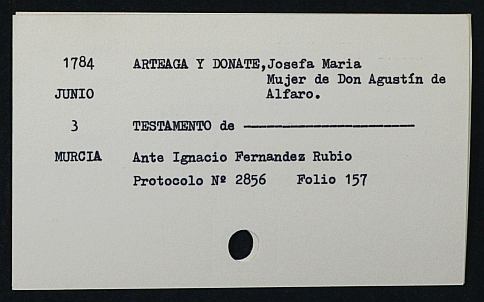 1784 ARTEAGA Y DONATE, Josefa Maria
Mujer de Don Agustín de
JUNIO Alfaro.
3 TESTAMENTO de
MURCIA Ante Ignacio Fernandez Rubio
Protocolo Nº 2856 Folio 157